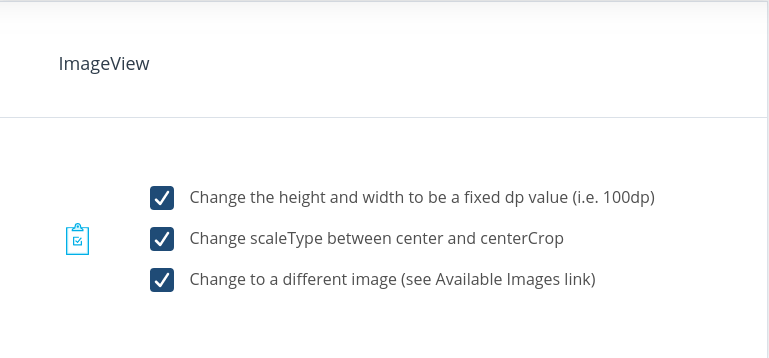 ImageView
Change the height and width to be a fixed dp value (i.e. 100dp)
Change scaleType between center and centerCrop
Change to a different image (see Available Images link)